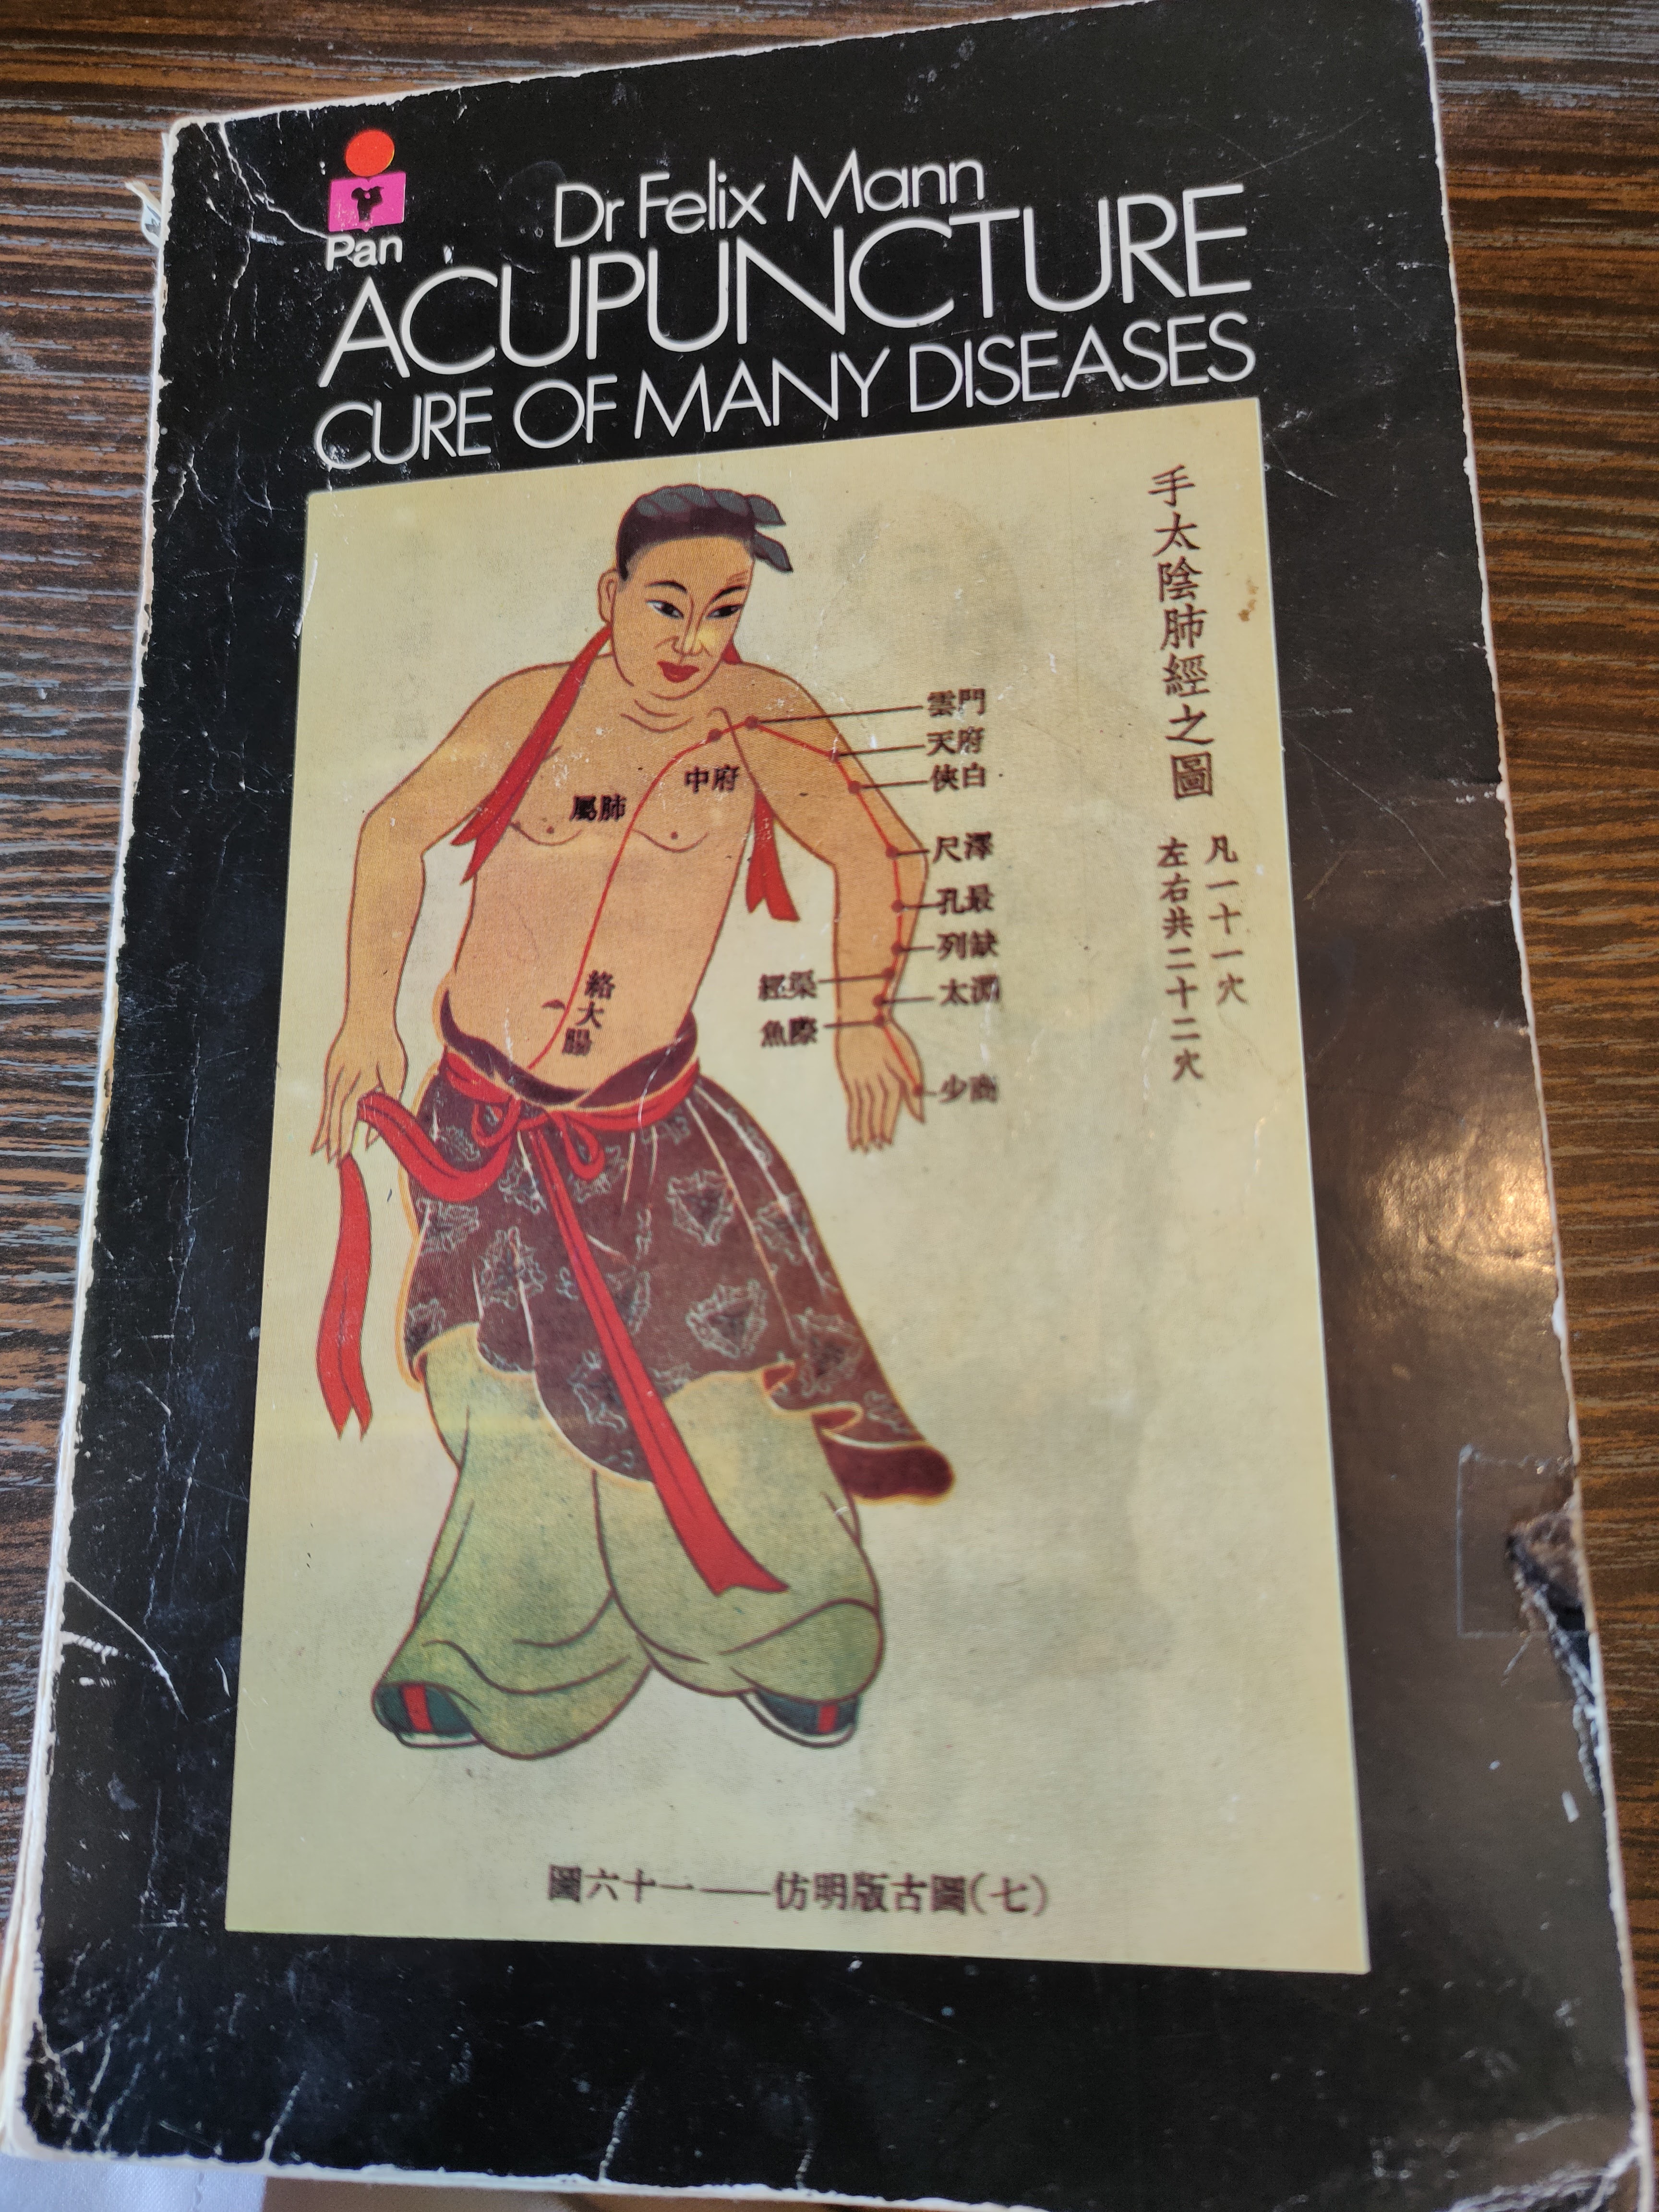 Pan
Dr Felix Mann
ACUPUNCTURE
CURE OF MANY DISEASES
手太陰肺經之圖
凡一十一穴
左右共二十二穴
雲門
天府
俠白
中府
屬肺
尺澤
孔最
列缺
經渠
太淵
魚際
少商
絡大腸
圖六十一——仿明版古圖(七)